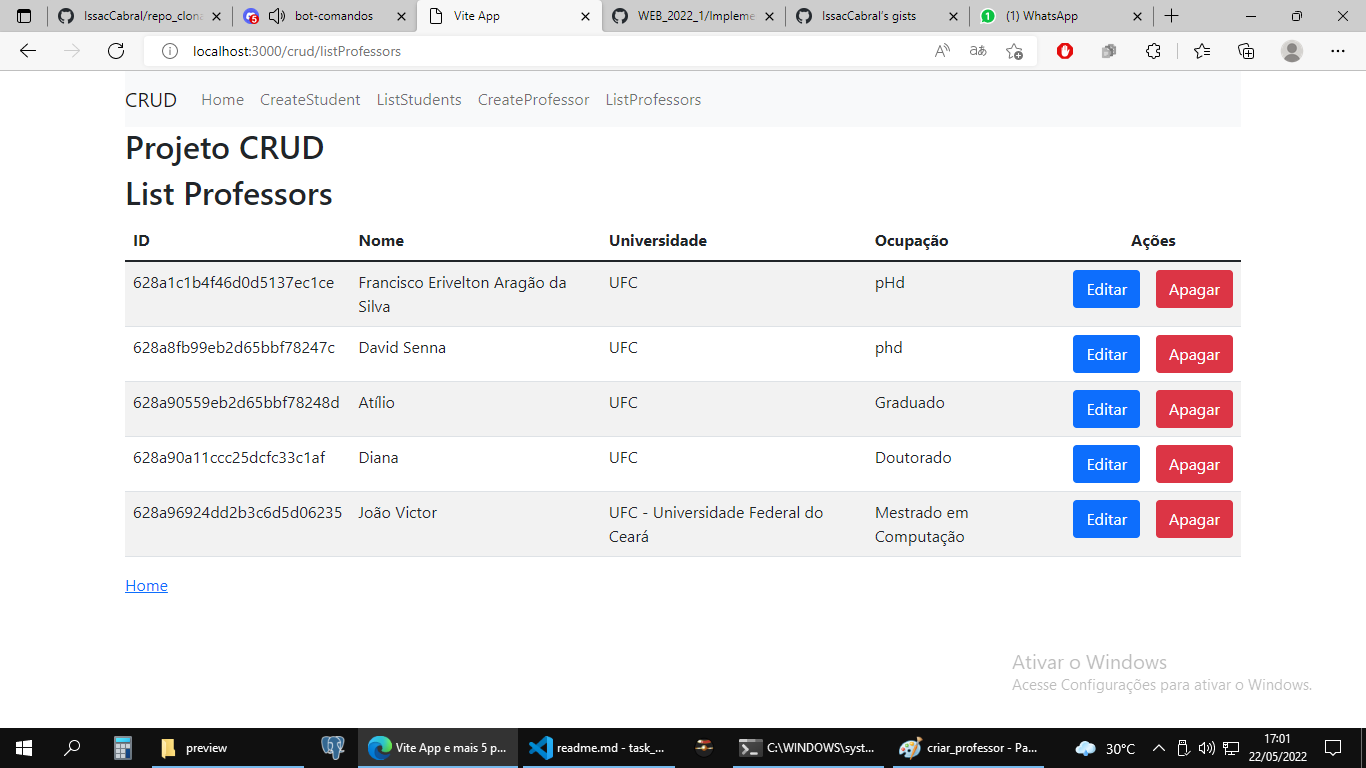 IssacCabral/repo_clona
5
bot-comandos
Vite App
WEB_2022_1/Impleme
IssacCabral's gists
1
(1) WhatsApp
localhost:3000/crud/listProfessors
CRUD Home CreateStudent ListStudents CreateProfessor ListProfessors
Projeto CRUD
List Professors
ID Nome Universidade Ocupação Ações
628a1c1b4f46d0d5137ec1ce Francisco Erivelton Aragão da UFC pHd Editar Apagar
Silva
628a8fb99eb2d65bbf78247c David Senna UFC phd Editar Apagar
628a90559eb2d65bbf78248d Atílio UFC Graduado Editar Apagar
628a90a11ccc25dcfc33c1af Diana UFC Doutorado Editar Apagar
628a96924dd2b3c6d5d06235 João Victor UFC - Universidade Federal do Mestrado em Editar Apagar
Ceará Computação
Home
Ativar o Windows
Acesse Configurações para ativar o Windows.
preview
Vite App e mais 5 p...
readme.md - task_...
C:\WINDOWS\syst...
criar_professor - Pa...
30°C
17:01
22/05/2022